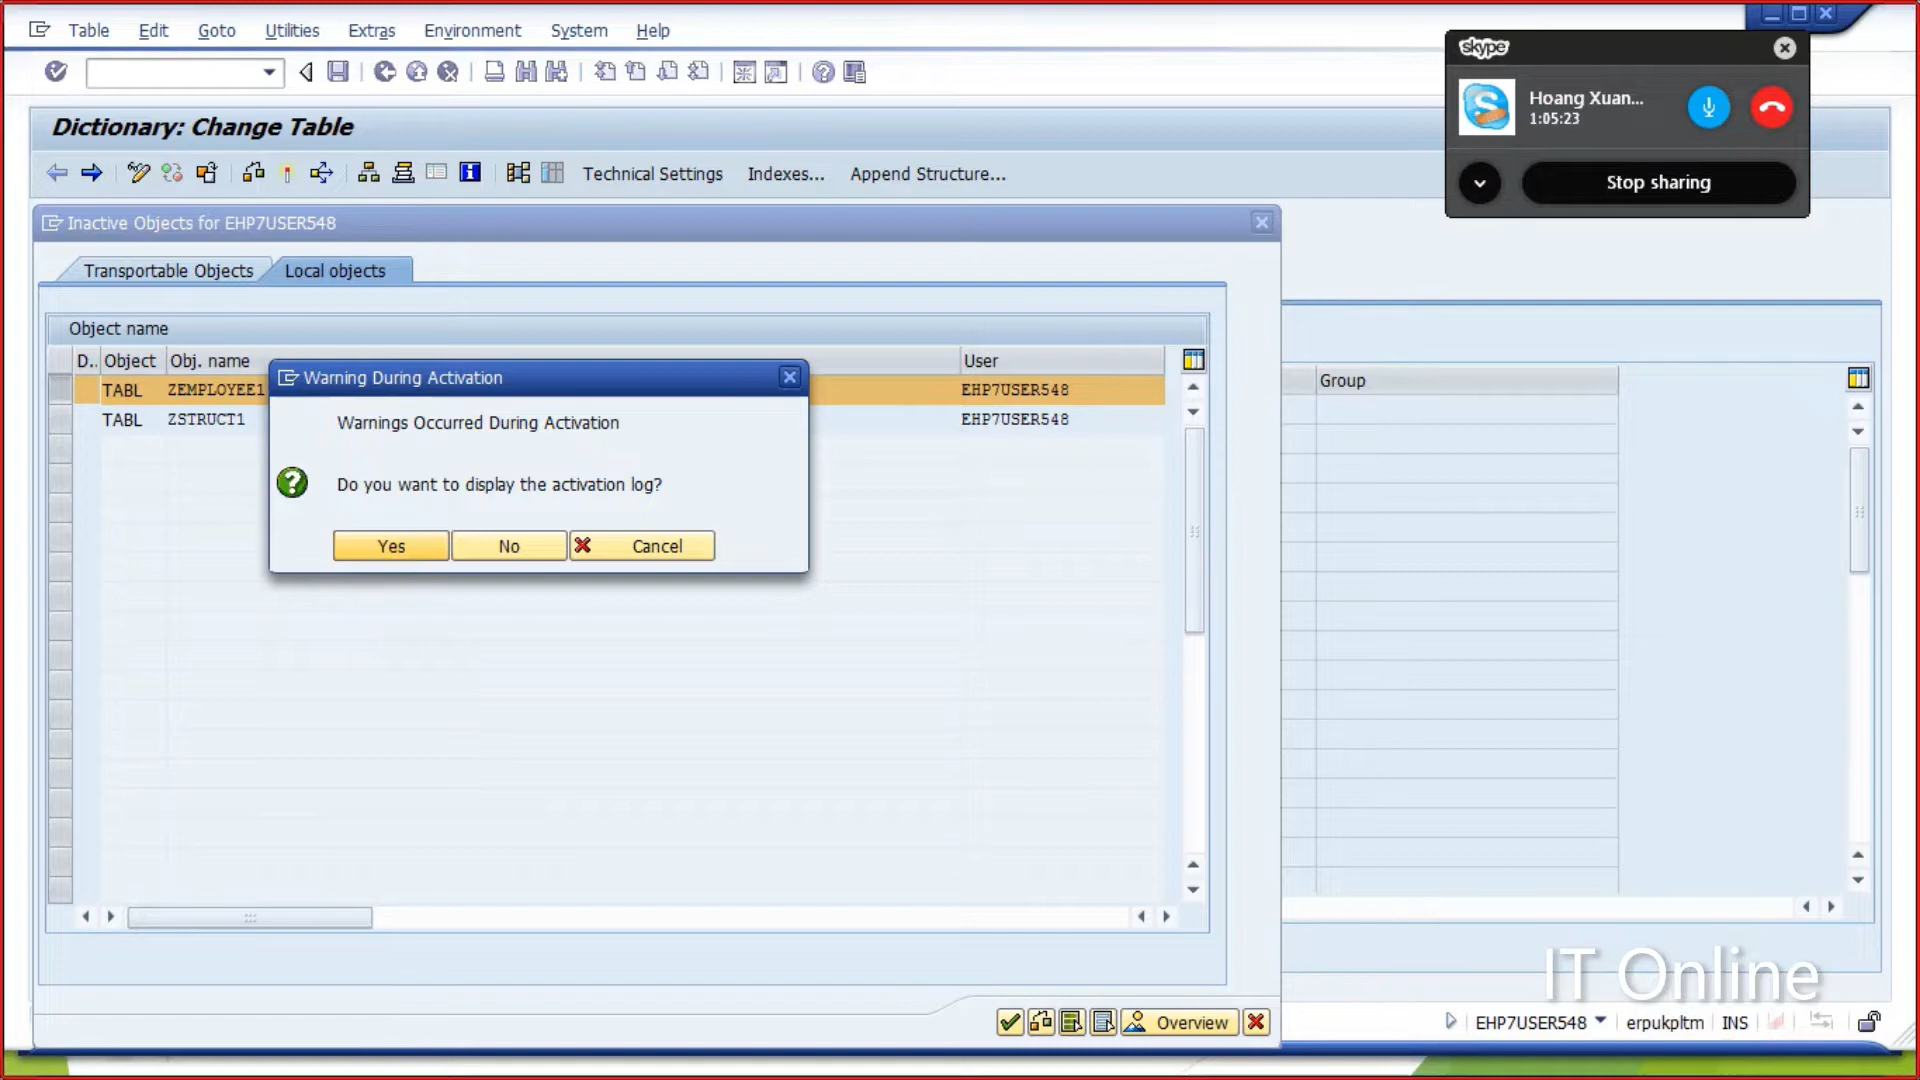 Table Edit Goto Utilities Extras Environment System Help
skype
Hoang Xuan...
1:05:23
Stop sharing
Dictionary: Change Table
Technical Settings Indexes... Append Structure...
Inactive Objects for EHP7USER548
Transportable Objects Local objects
Object name
D.. Object Obj. name User
TABL ZEMPLOYEE1 EHP7USER548
TABL ZSTRUCT1 EHP7USER548
Group
Warning During Activation
Warnings Occurred During Activation
Do you want to display the activation log?
Yes No Cancel
Overview
IT Online
EHP7USER548 erpukpltm INS